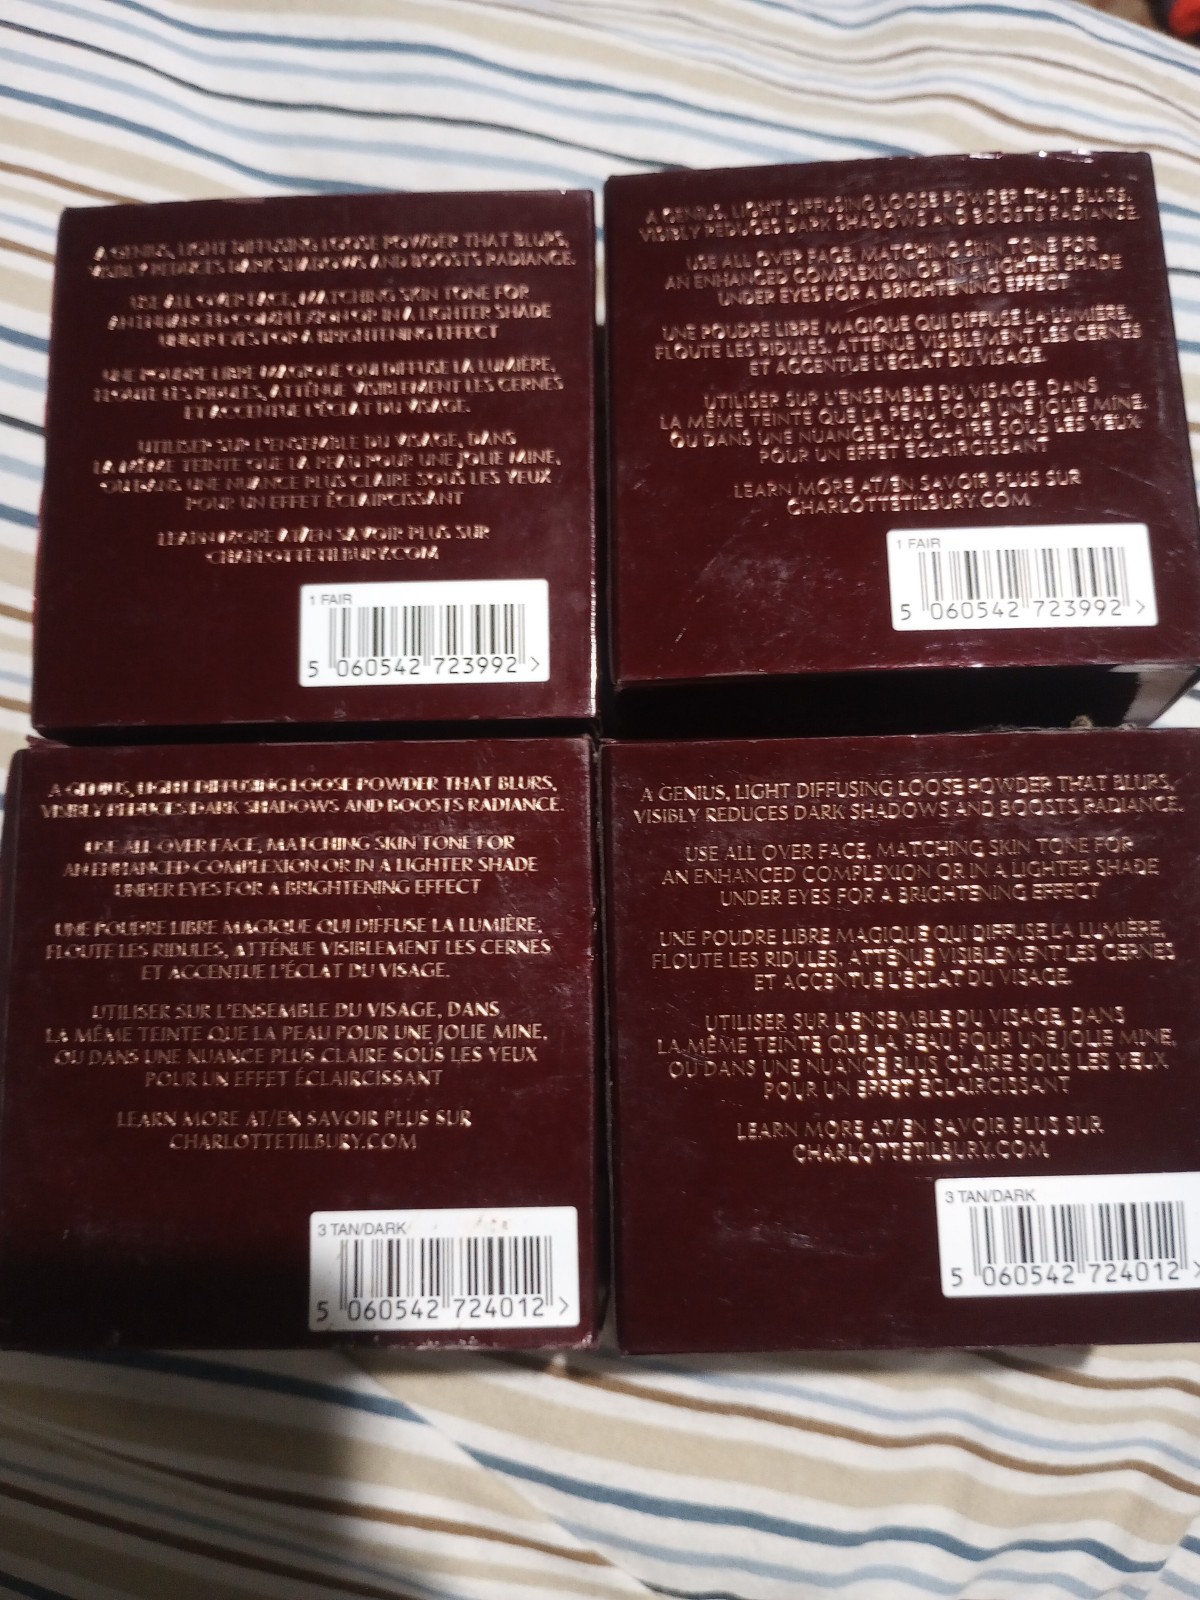 A GENIUS, LIGHT DIFFUSING LOOSE POWDER THAT BLURS,
VISIBLY REDUCES DARK SHADOWS AND BOOSTS RADIANCE.
USE ALL OVER FACE, MATCHING SKIN TONE FOR
AN ENHANCED COMPLEXION OR IN A LIGHTER SHADE
UNDER EYES FOR A BRIGHTENING EFFECT
UNE POUDRE LIBRE MAGIQUE QUI DIFFUSE LA LUMIÈRE,
FLOUTE LES RIDULES, ATTÉNUE VISIBLEMENT LES CERNES
ET ACCENTUE L'ÉCLAT DU VISAGE.
UTILISER SUR L'ENSEMBLE DU VISAGE, DANS
LA MÊME TEINTE QUE LA PEAU POUR UNE JOLIE MINE,
OU DANS UNE NUANCE PLUS CLAIRE SOUS LES YEUX
POUR UN EFFET ÉCLAIRCISSANT
LEARN MORE AT/EN SAVOIR PLUS SUR
CHARLOTTETILBURY.COM
1 FAIR
5 060542 723992 >
A GENIUS, LIGHT DIFFUSING LOOSE POWDER THAT BLURS,
VISIBLY REDUCES DARK SHADOWS AND BOOSTS RADIANCE.
USE ALL OVER FACE, MATCHING SKIN TONE FOR
AN ENHANCED COMPLEXION OR IN A LIGHTER SHADE
UNDER EYES FOR A BRIGHTENING EFFECT
UNE POUDRE LIBRE MAGIQUE QUI DIFFUSE LA LUMIÈRE,
FLOUTE LES RIDULES, ATTÉNUE VISIBLEMENT LES CERNES
ET ACCENTUE L'ÉCLAT DU VISAGE.
UTILISER SUR L'ENSEMBLE DU VISAGE, DANS
LA MÊME TEINTE QUE LA PEAU POUR UNE JOLIE MINE,
OU DANS UNE NUANCE PLUS CLAIRE SOUS LES YEUX
POUR UN EFFET ÉCLAIRCISSANT
LEARN MORE AT/EN SAVOIR PLUS SUR
CHARLOTTETILBURY.COM
1 FAIR
5 060542 723992 >
A GENIUS, LIGHT DIFFUSING LOOSE POWDER THAT BLURS,
VISIBLY REDUCES DARK SHADOWS AND BOOSTS RADIANCE.
USE ALL OVER FACE, MATCHING SKIN TONE FOR
AN ENHANCED COMPLEXION OR IN A LIGHTER SHADE
UNDER EYES FOR A BRIGHTENING EFFECT
UNE POUDRE LIBRE MAGIQUE QUI DIFFUSE LA LUMIÈRE,
FLOUTE LES RIDULES, ATTÉNUE VISIBLEMENT LES CERNES
ET ACCENTUE L'ÉCLAT DU VISAGE.
UTILISER SUR L'ENSEMBLE DU VISAGE, DANS
LA MÊME TEINTE QUE LA PEAU POUR UNE JOLIE MINE,
OU DANS UNE NUANCE PLUS CLAIRE SOUS LES YEUX
POUR UN EFFET ÉCLAIRCISSANT
LEARN MORE AT/EN SAVOIR PLUS SUR
CHARLOTTETILBURY.COM
3 TAN/DARK
5 060542 724012 >
A GENIUS, LIGHT DIFFUSING LOOSE POWDER THAT BLURS,
VISIBLY REDUCES DARK SHADOWS AND BOOSTS RADIANCE.
USE ALL OVER FACE, MATCHING SKIN TONE FOR
AN ENHANCED COMPLEXION OR IN A LIGHTER SHADE
UNDER EYES FOR A BRIGHTENING EFFECT
UNE POUDRE LIBRE MAGIQUE QUI DIFFUSE LA LUMIÈRE,
FLOUTE LES RIDULES, ATTÉNUE VISIBLEMENT LES CERNES
ET ACCENTUE L'ÉCLAT DU VISAGE.
UTILISER SUR L'ENSEMBLE DU VISAGE, DANS
LA MÊME TEINTE QUE LA PEAU POUR UNE JOLIE MINE,
OU DANS UNE NUANCE PLUS CLAIRE SOUS LES YEUX
POUR UN EFFET ÉCLAIRCISSANT
LEARN MORE AT/EN SAVOIR PLUS SUR
CHARLOTTETILBURY.COM
3 TAN/DARK
5 060542 724012 >